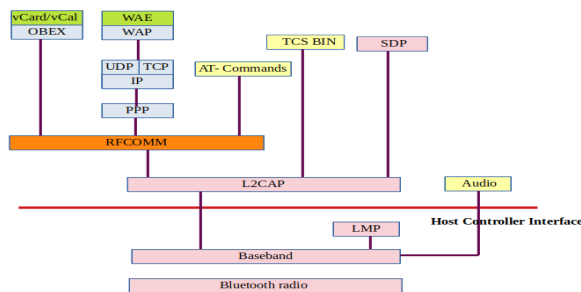 vCard/vCal
OBEX
WAE
WAP
UDP TCP
IP
PPP
AT- Commands
TCS BIN
SDP
RFCOMM
L2CAP
Audio
Host Controller Interface
LMP
Baseband
Bluetooth radio